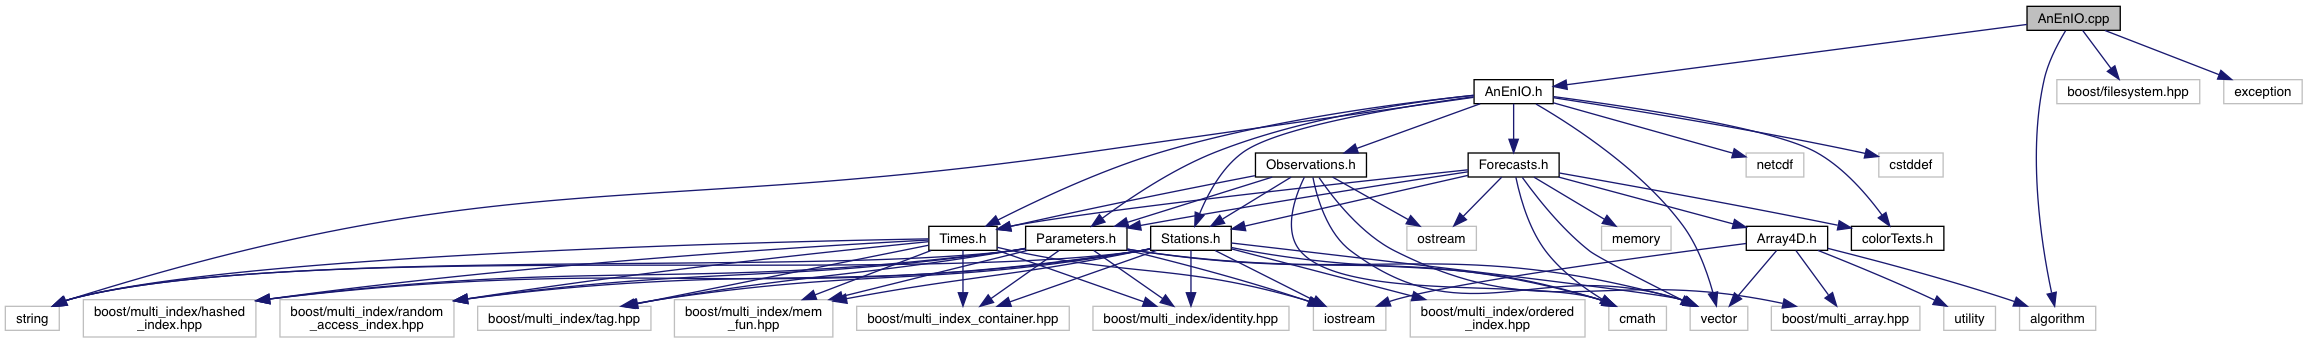 AnEnIO.cpp
AnEnIO.h
boost/filesystem.hpp
exception
Observations.h
Forecasts.h
netcdf
cstddef
Times.h
Parameters.h
Stations.h
ostream
memory
Array4D.h
colorTexts.h
string
boost/multi_index/hashed
_index.hpp
boost/multi_index/random
_access_index.hpp
boost/multi_index/tag.hpp
boost/multi_index/mem
_fun.hpp
boost/multi_index_container.hpp
boost/multi_index/identity.hpp
iostream
boost/multi_index/ordered
_index.hpp
cmath
vector
boost/multi_array.hpp
utility
algorithm